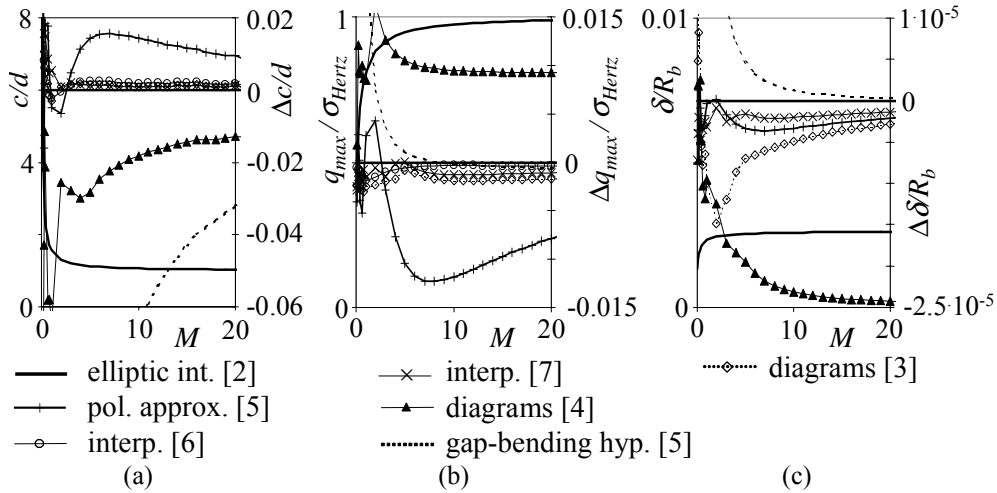 8
4
0
c/d
0.02
0
-0.02
-0.04
-0.06
Δc/d
0 M 10 20
1
0
q_max/σ_Hertz
0.015
0
-0.015
Δq_max/σ_Hertz
0 M 10 20
0.01
0
δ/R_b
1·10⁻⁵
0
-2.5·10⁻⁵
Δδ/R_b
0 M 10 20
elliptic int. [2]
pol. approx. [5]
interp. [6]
interp. [7]
diagrams [4]
gap-bending hyp. [5]
diagrams [3]
(a)
(b)
(c)